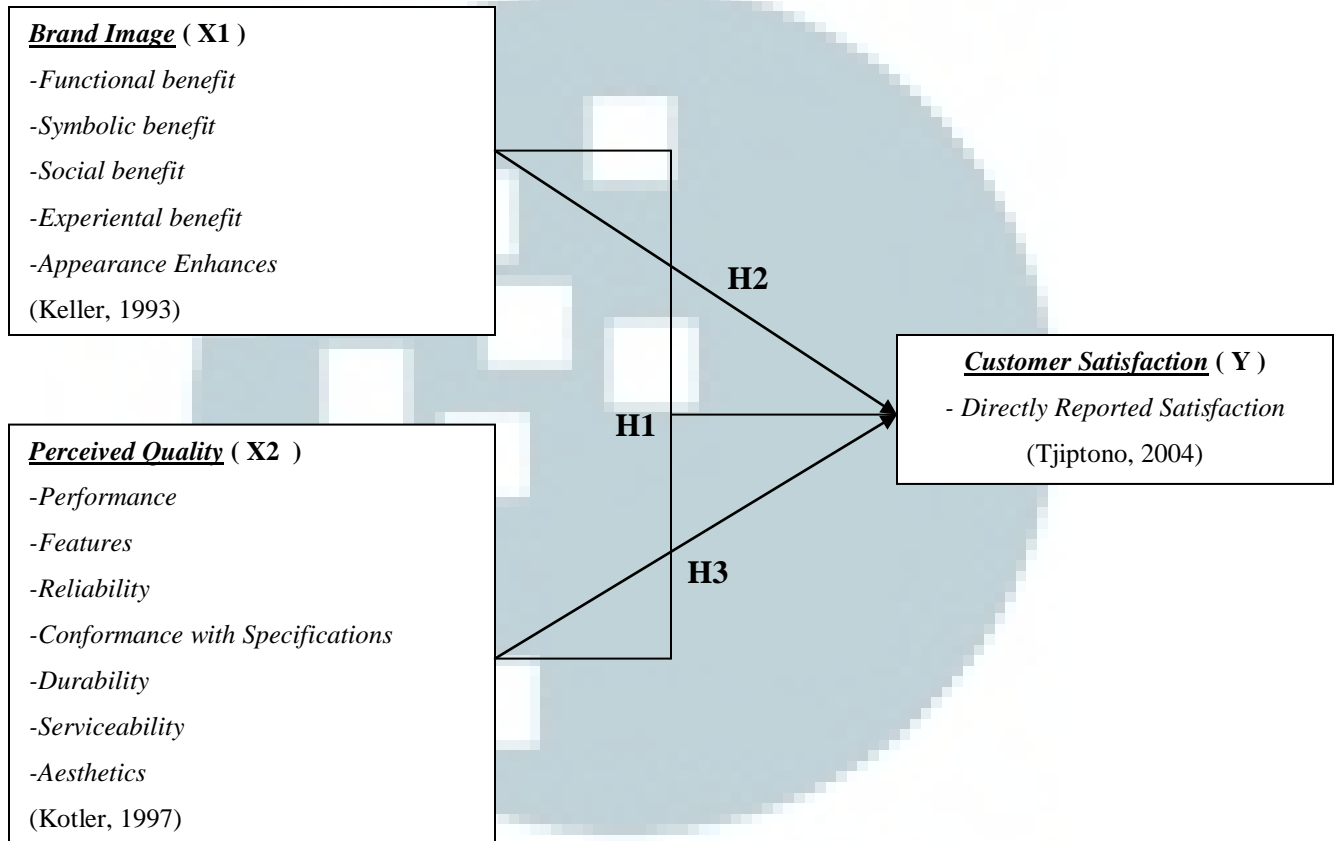 Brand Image ( X1 )
-Functional benefit
-Symbolic benefit
-Social benefit
-Experiental benefit
-Appearance Enhances
(Keller, 1993)
H2
Customer Satisfaction ( Y )
- Directly Reported Satisfaction
(Tjiptono, 2004)
H1
Perceived Quality ( X2 )
-Performance
-Features
-Reliability
-Conformance with Specifications
-Durability
-Serviceability
-Aesthetics
(Kotler, 1997)
H3